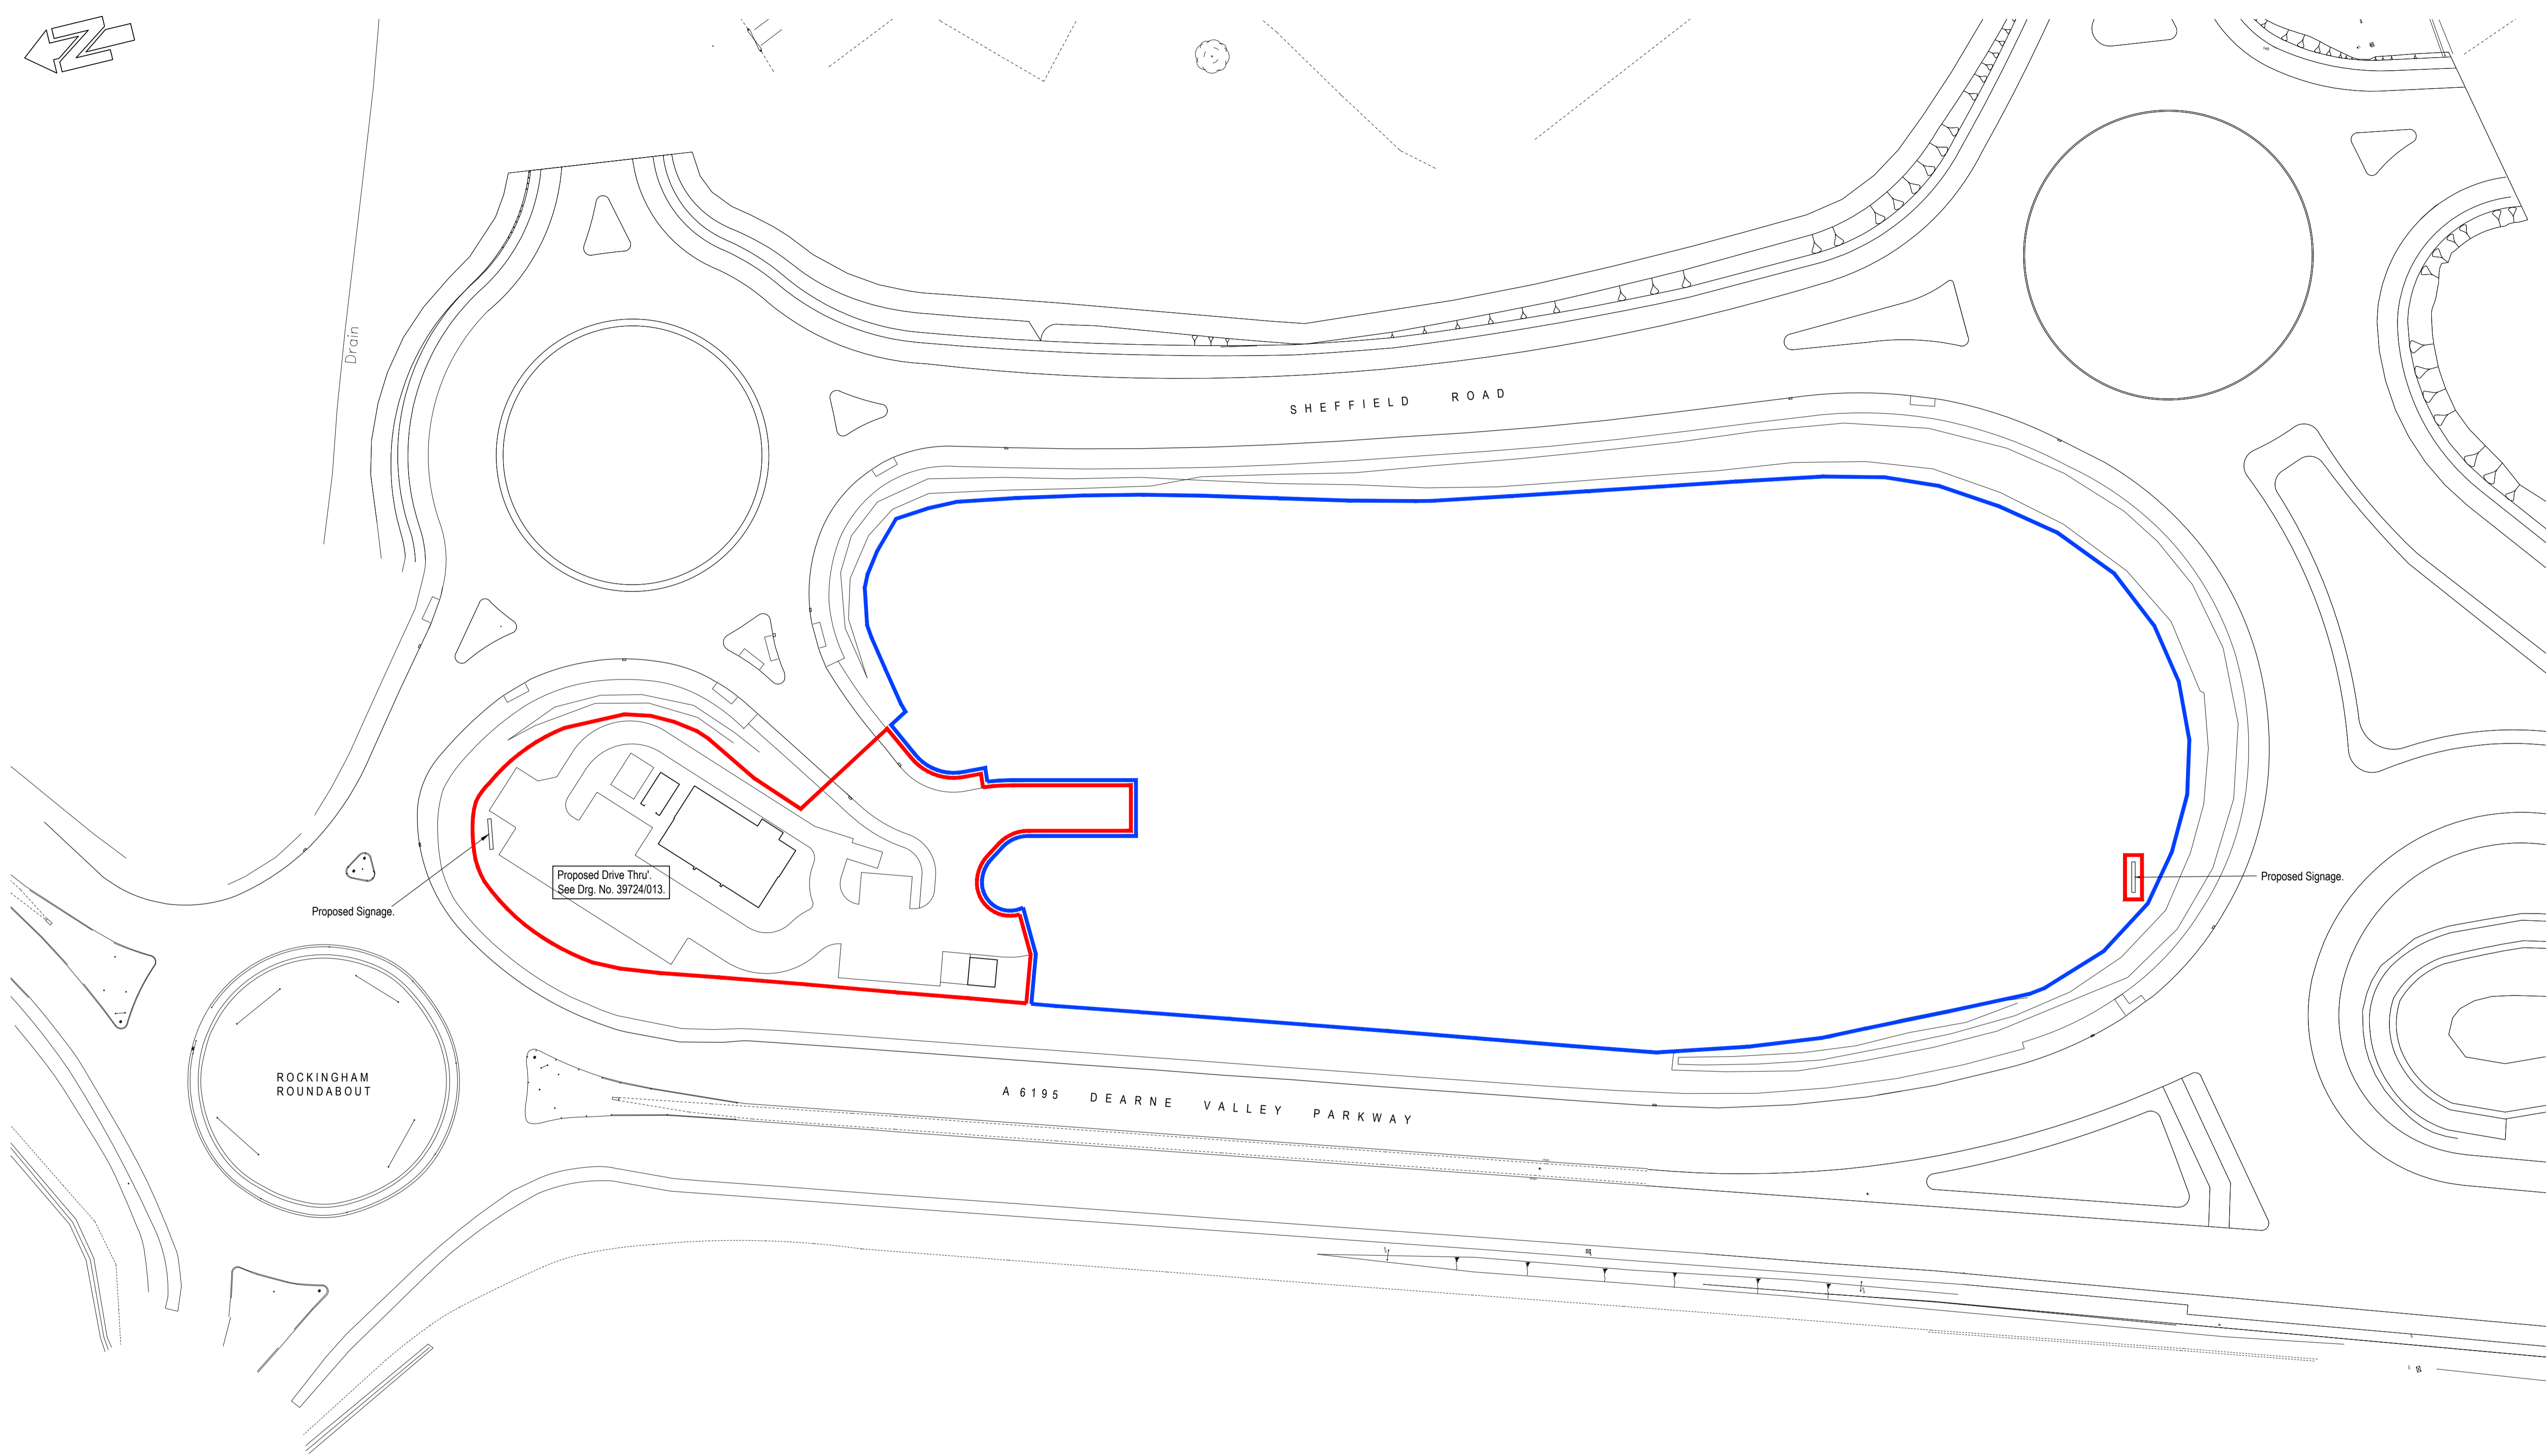 Drain
SHEFFIELD ROAD
Proposed Drive Thru'.
See Drg. No. 39724/013.
Proposed Signage.
Proposed Signage.
ROCKINGHAM
ROUNDABOUT
A 6195 DEARNE VALLEY PARKWAY